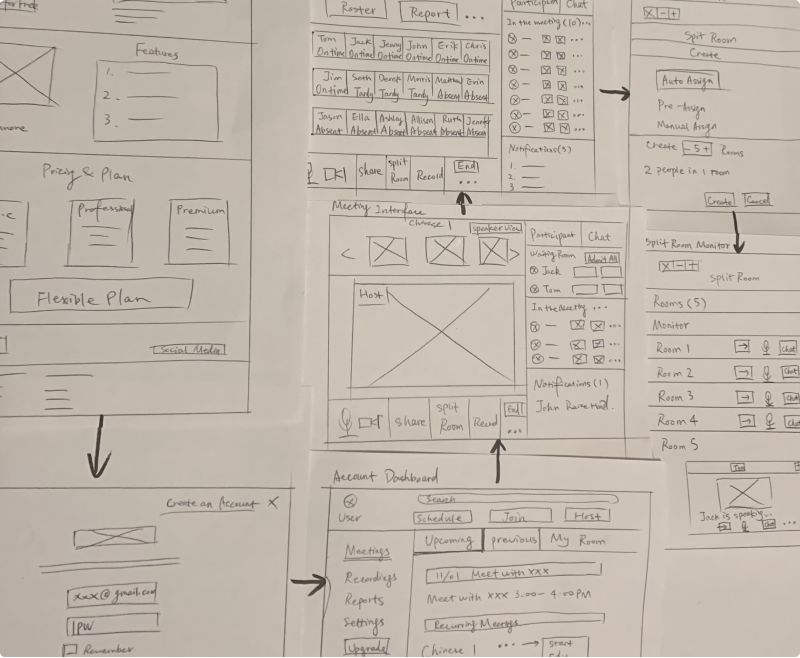 Features
1.
2.
3.
Pricing & Plan
Professional
Premium
Flexible Plan
Social Media
Create an Account X
xxx@gmail.com
PW
Remember
Roster
Report ...
Tom Jack Jenny John Erik Chris
Ontime Ontime Ontime Ontime Ontime Ontime
Jim Seth Derek Morris Matthew Erin
Ontime Tardy Tardy Tardy Absent Absent
Jason Ella Ashley Allison Ruth Jennifer
Absent Absent Absent Absent Absent Absent
Share
Split Room
Record
End
...
Participant
Chat
In the meeting (10)...
Notifications(5)
1.
2.
3
Meeting Interface
Chinese 1
Speaker View
<
>
Host
Share
Split Room
Record
End
...
Participant
Chat
Waiting Room
Admit All
Jack
Tom
In the Meeting ...
Notifications(1)
John Raise Hand.
Account Dashboard
Search
User
Schedule
Join
Host
Meetings
Recordings
Reports
Settings
Upgrade
Upcoming
previous
My Room
11/01 Meet with xxx
Meet with xxx 3.00 - 4.00 PM
Recurring Meetings
Chinese 1
...
Start
X - +
Spit Room
Create
Auto Assign
Pre-Assign
Manual Assign
Create - 5 + Rooms
2 people in 1 room
Create
Cancel
Split Room Monitor
X - +
Split Room
Rooms (5)
Monitor
Room 1
Chat
Room 2
Chat
Room 3
Chat
Room 4
Chat
Room 5
Jack is speaking...
...